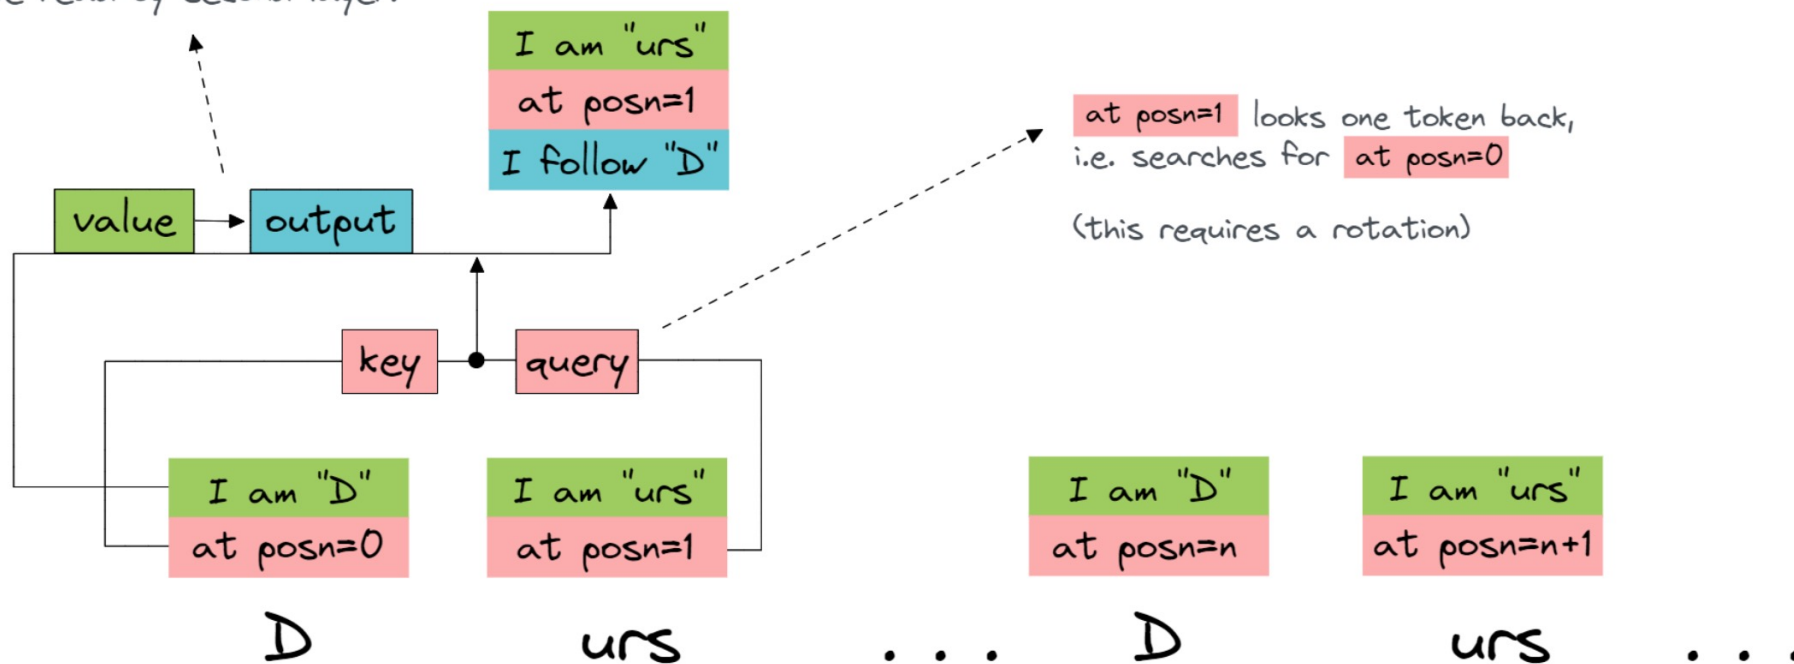 I am "urs"
at posn=1
I follow "D"
at posn=1 looks one token back,
i.e. searches for at posn=0
(this requires a rotation)
value
output
key
query
I am "D"
at posn=0
I am "urs"
at posn=1
I am "D"
at posn=n
I am "urs"
at posn=n+1
D urs ... D urs ...